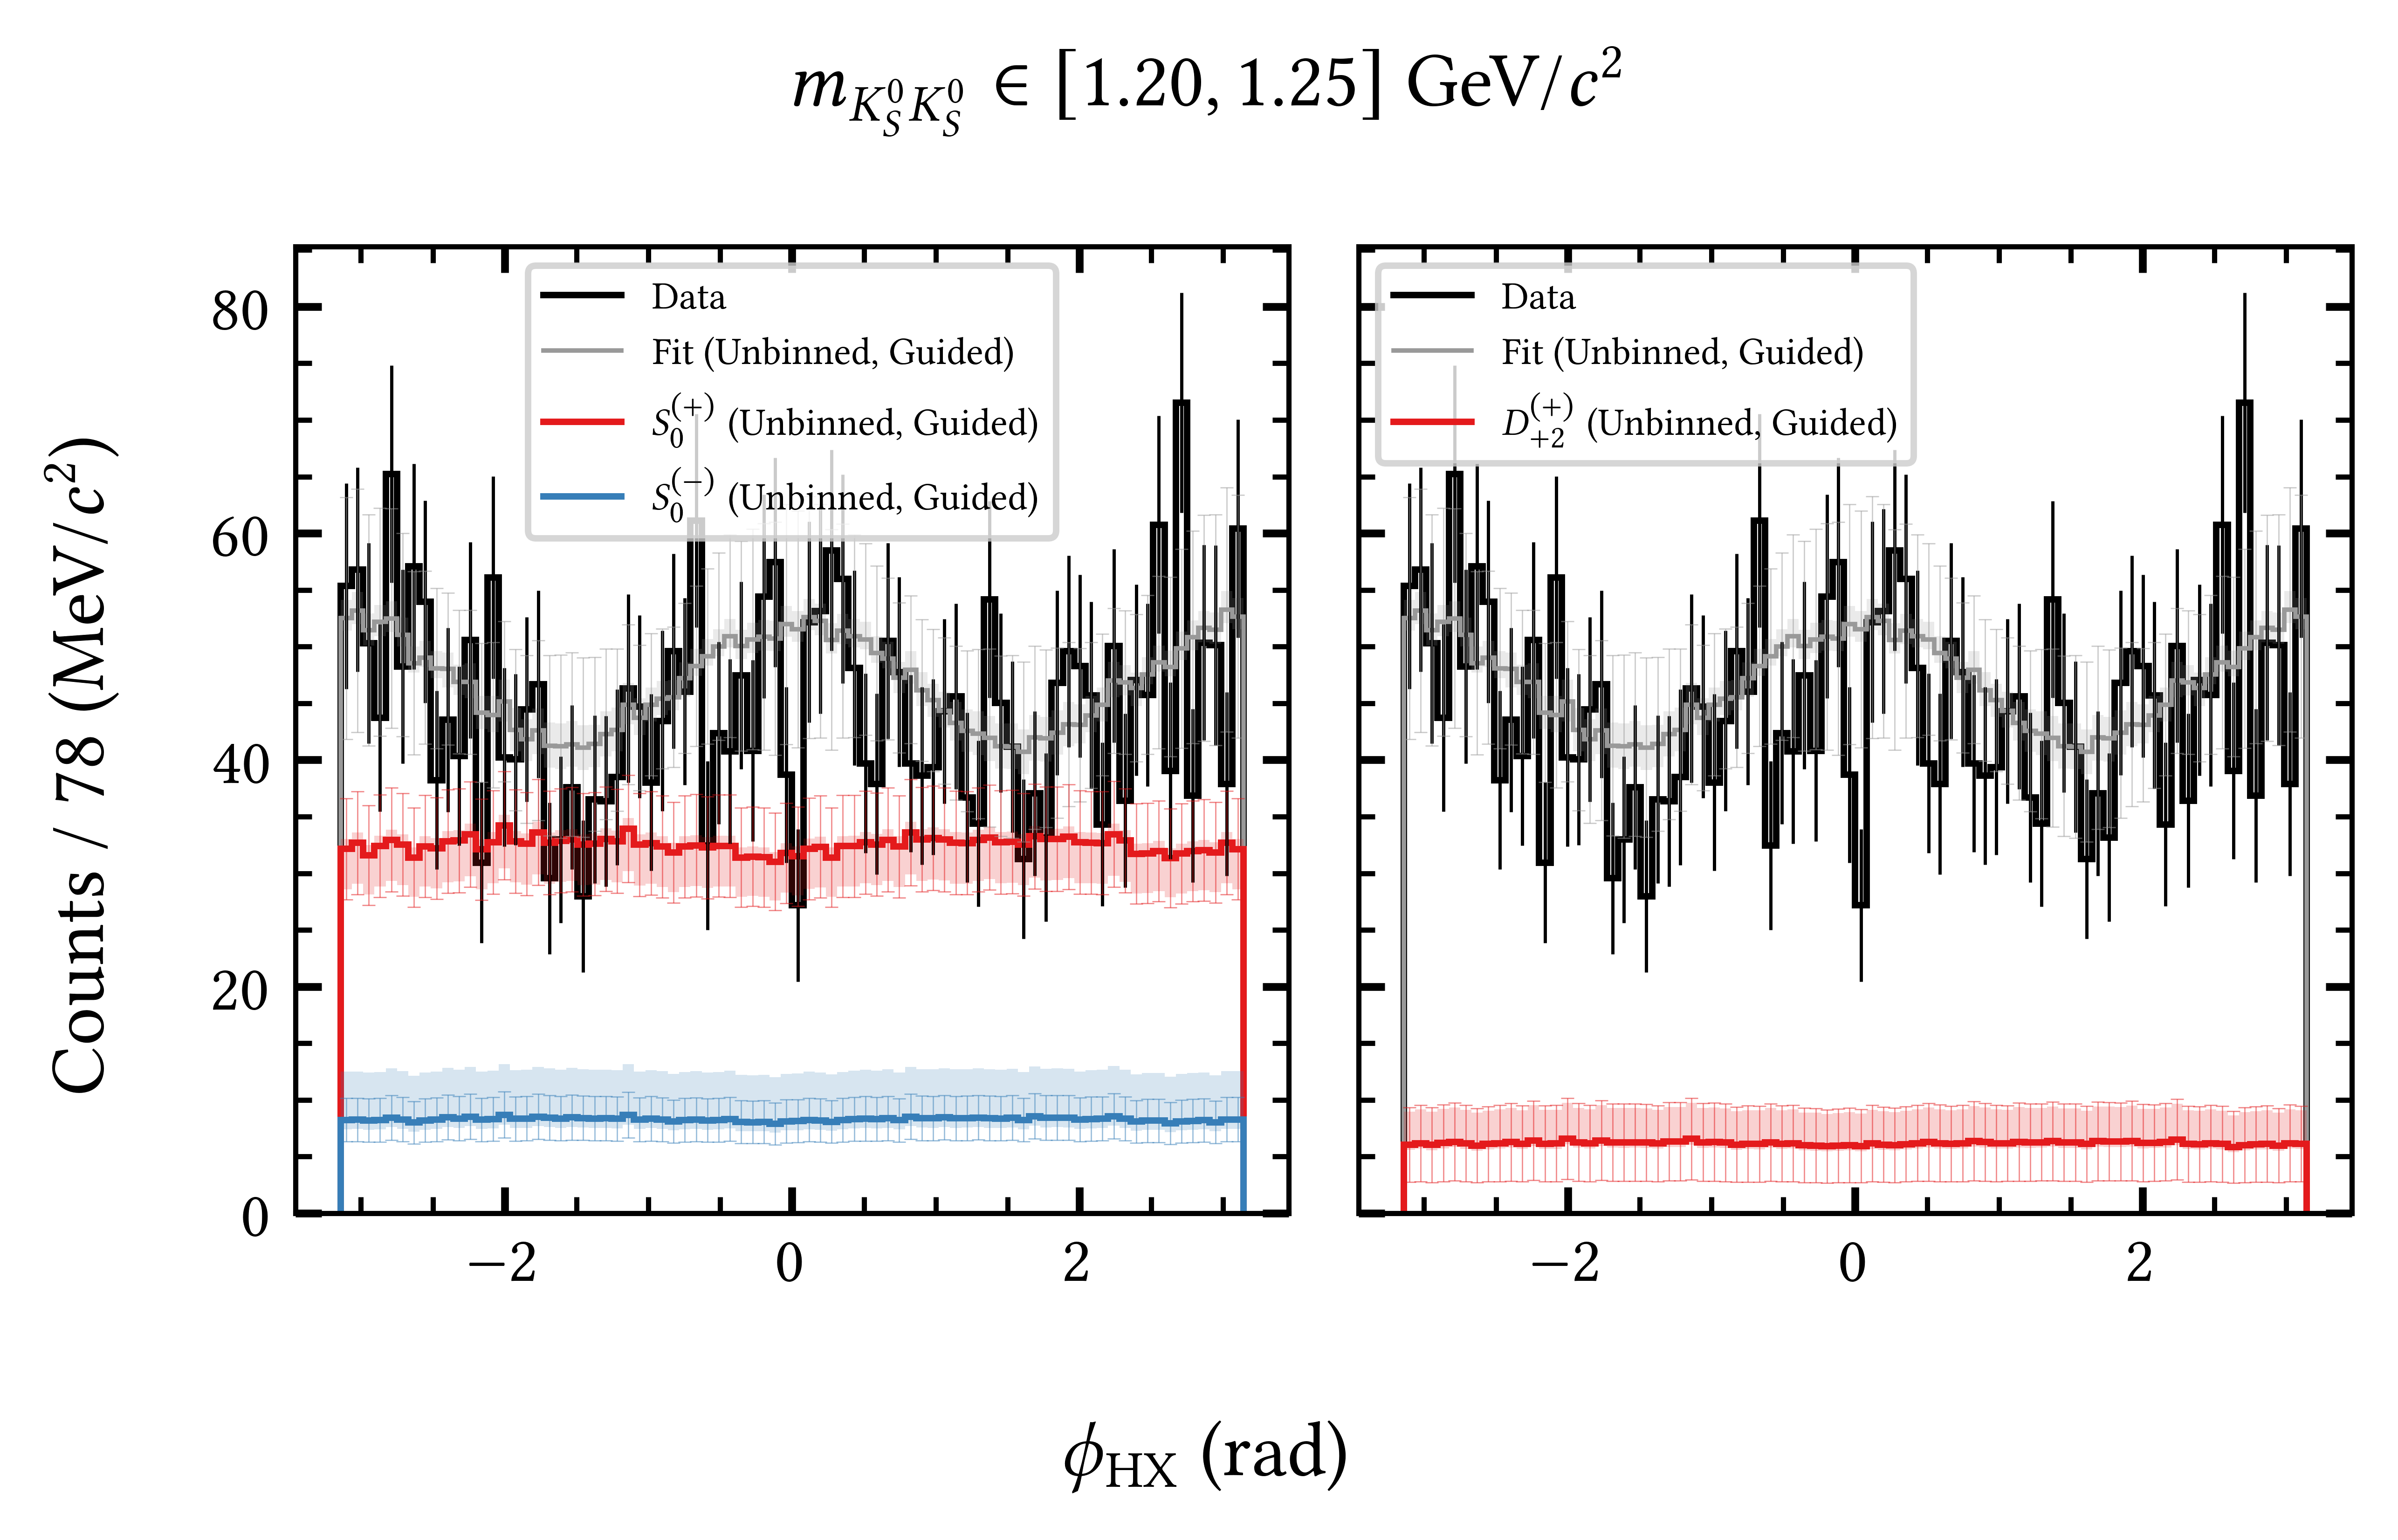 m_{K_S^0 K_S^0} ∈ [1.20, 1.25] GeV/c²
Counts / 78 (MeV/c²)
80
60
40
20
0
Data
Fit (Unbinned, Guided)
S_0^{(+)} (Unbinned, Guided)
S_0^{(−)} (Unbinned, Guided)
−2
0
2
Data
Fit (Unbinned, Guided)
D_{+2}^{(+)} (Unbinned, Guided)
−2
0
2
ϕ_{HX} (rad)